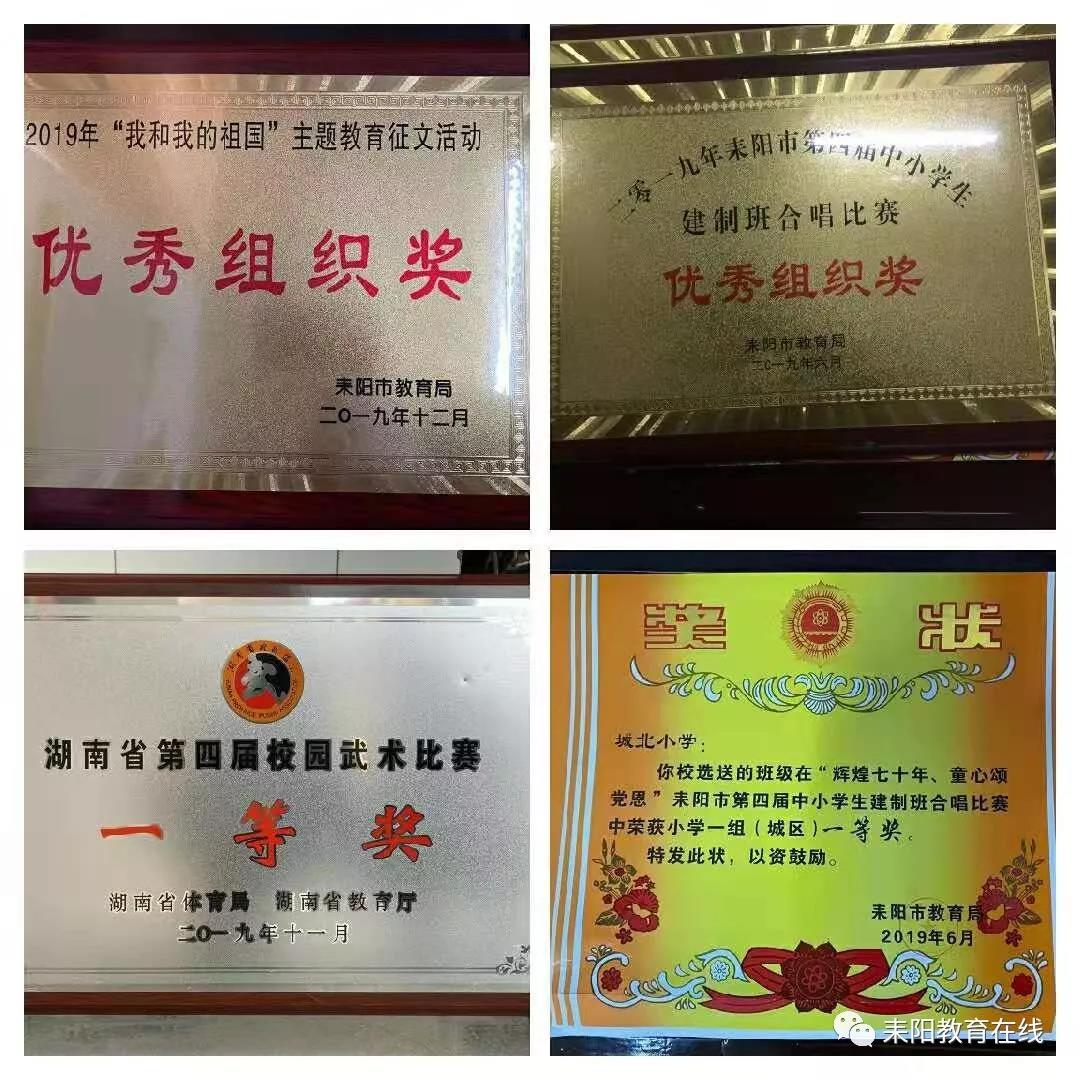 2019年“我和我的祖国”主题教育征文活动
优秀组织奖
耒阳市教育局
二〇一九年十二月
二零一九年耒阳市第四届中小学生
建制班合唱比赛
优秀组织奖
耒阳市教育局
二〇一九年六月
湖南省第四届校园武术比赛
一等奖
湖南省体育局 湖南省教育厅
二〇一九年十一月
奖状
城北小学：
你校选送的班级在“辉煌七十年、童心颂
党恩”耒阳市第四届中小学生建制班合唱比赛
中荣获小学一组（城区）一等奖。
特发此状，以资鼓励。
耒阳市教育局
2019年6月
耒阳教育在线